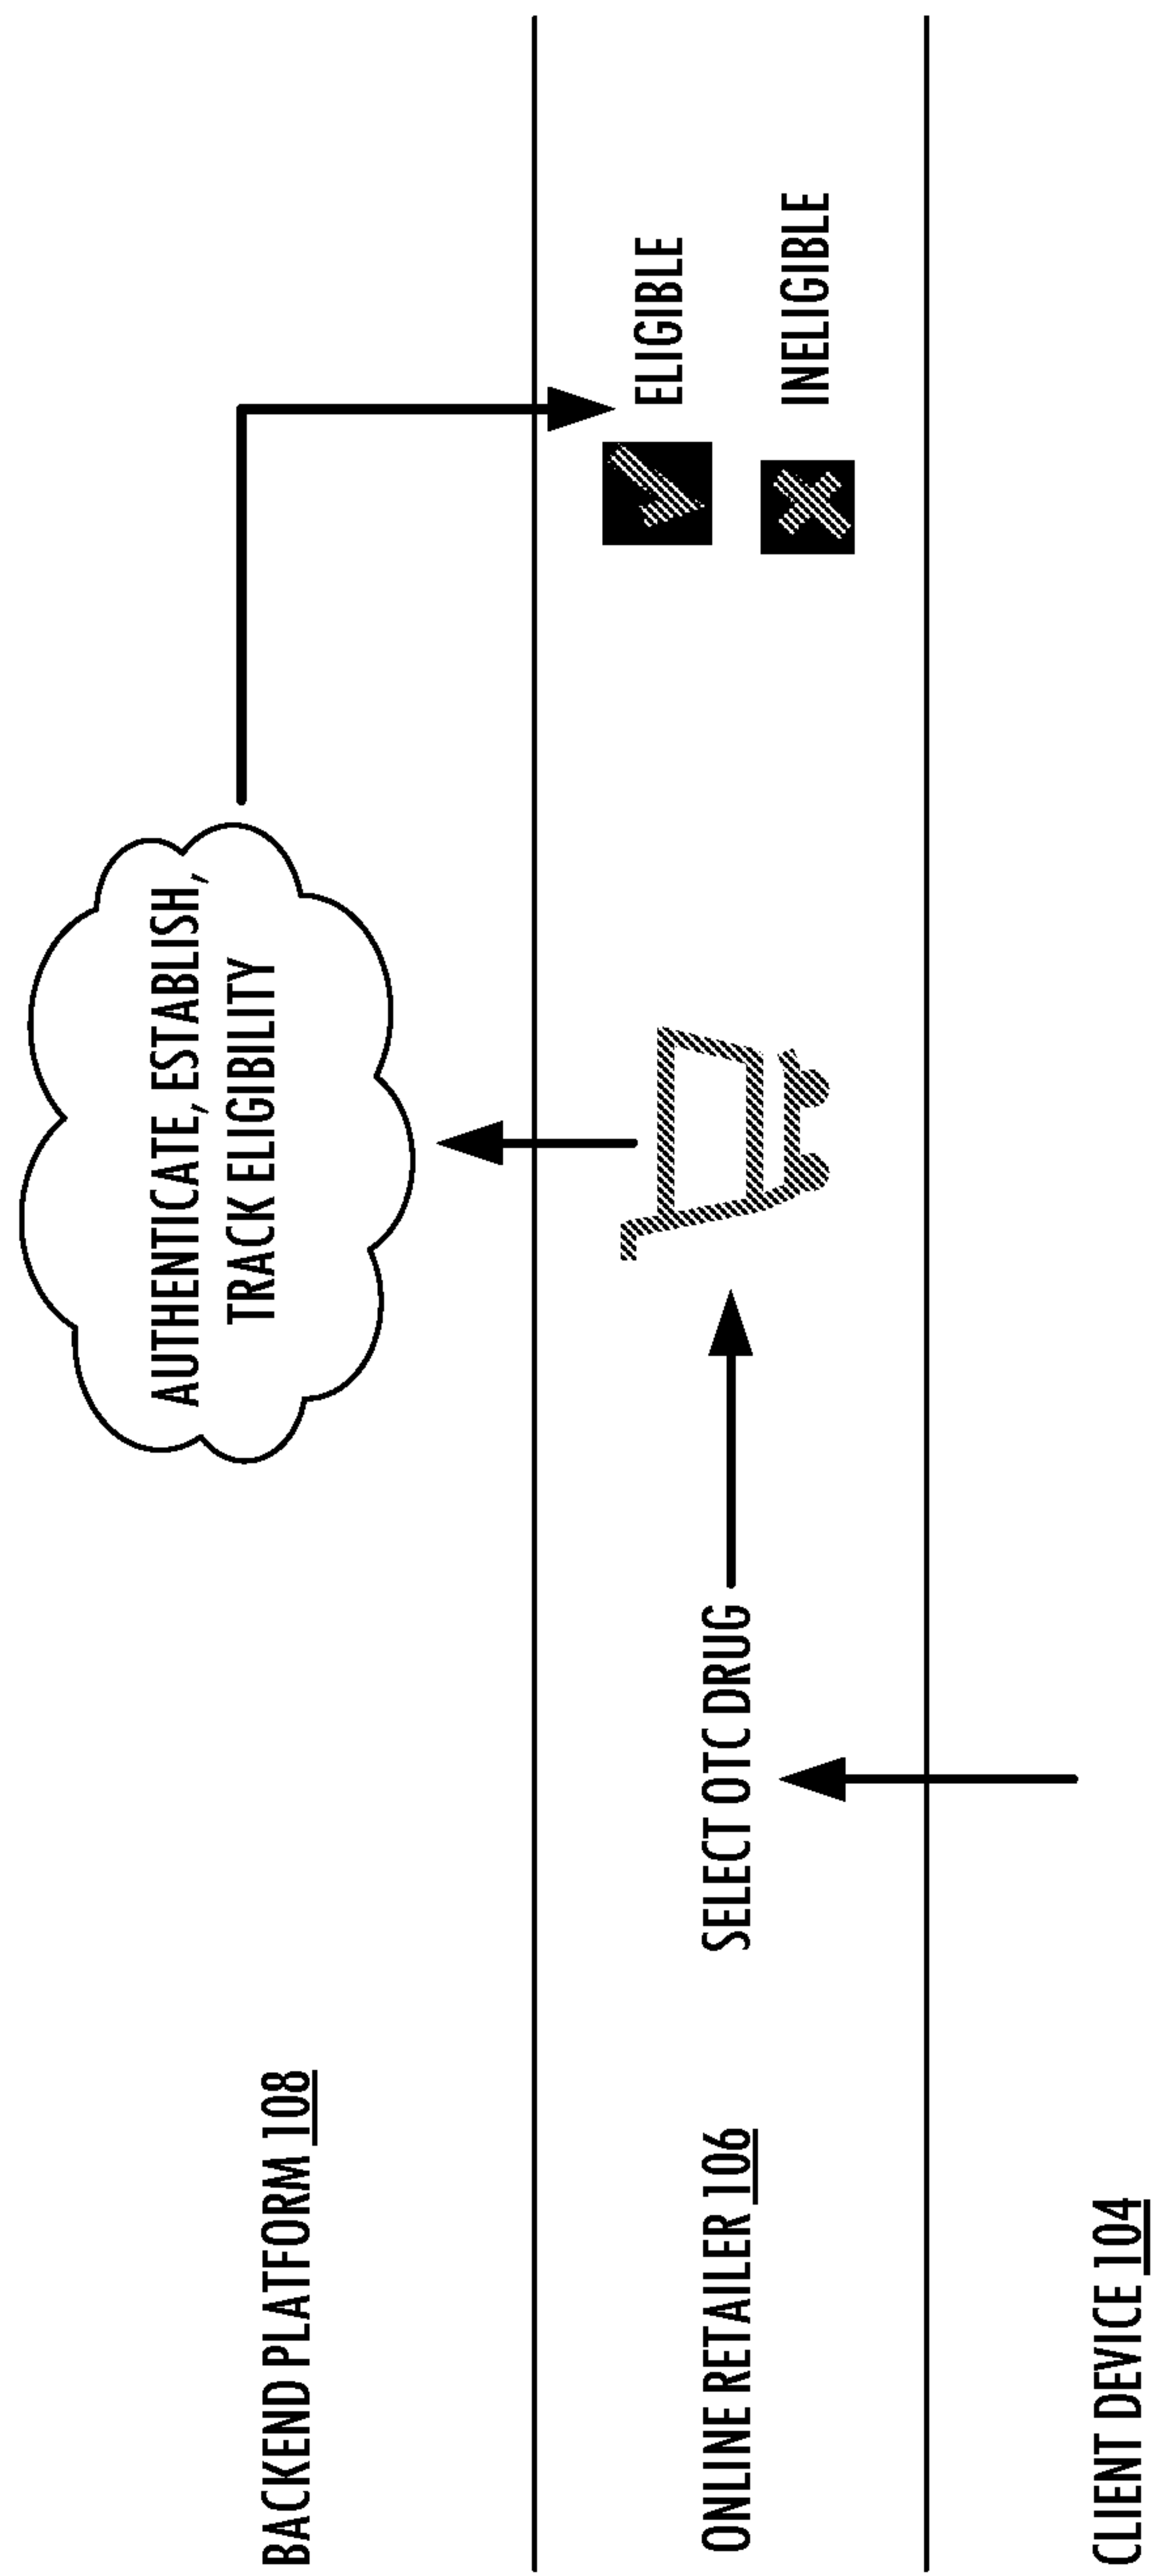 BACKEND PLATFORM 108
AUTHENTICATE, ESTABLISH,
TRACK ELIGIBILITY
ONLINE RETAILER 106
SELECT OTC DRUG
ELIGIBLE
INELIGIBLE
CLIENT DEVICE 104